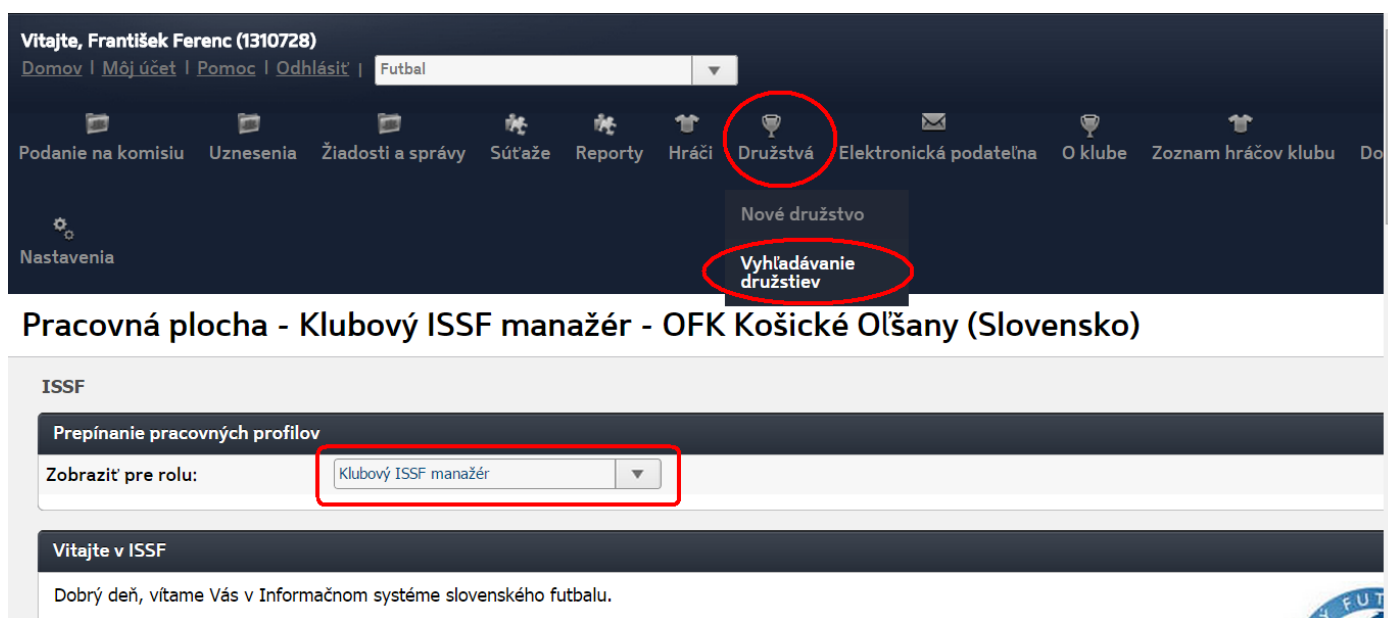 Vitajte, František Ferenc (1310728)
Domov | Môj účet | Pomoc | Odhlásiť | Futbal
Podanie na komisiu Uznesenia Žiadosti a správy Súťaže Reporty Hráči Družstvá Elektronická podateľna O klube Zoznam hráčov klubu Do
Nové družstvo
Nastavenia
Vyhľadávanie
družstiev
Pracovná plocha - Klubový ISSF manažér - OFK Košické Oľšany (Slovensko)
ISSF
Prepínanie pracovných profilov
Zobraziť pre rolu: Klubový ISSF manažér
Vitajte v ISSF
Dobrý deň, vítame Vás v Informačnom systéme slovenského futbalu.